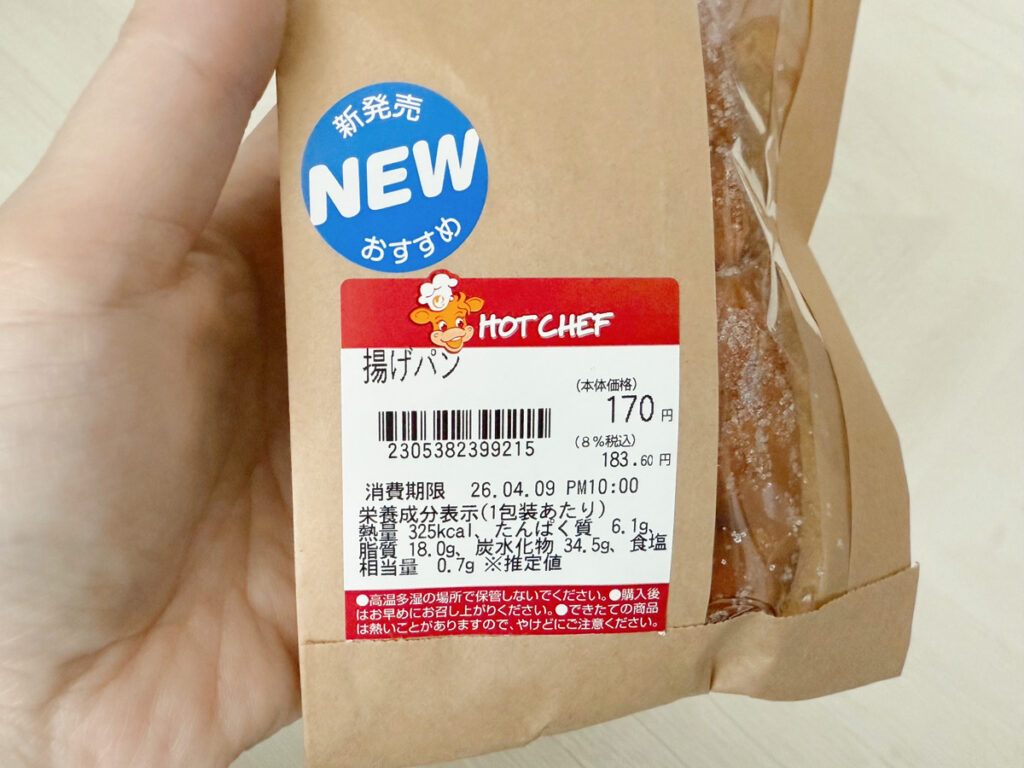 新発売
NEW
おすすめ
HOT CHEF
揚げパン
(本体価格)
170 円
(8%税込)
183.60 円
2305382399215
消費期限 26.04.09 PM10:00
栄養成分表示(1包装あたり)
熱量 325kcal、たんぱく質 6.1g、
脂質 18.0g、炭水化物 34.5g、食塩
相当量 0.7g ※推定値
●高温多湿の場所で保管しないでください。●購入後
はお早めにお召し上がりください。●できたての商品
は熱いことがありますので、やけどにご注意ください。